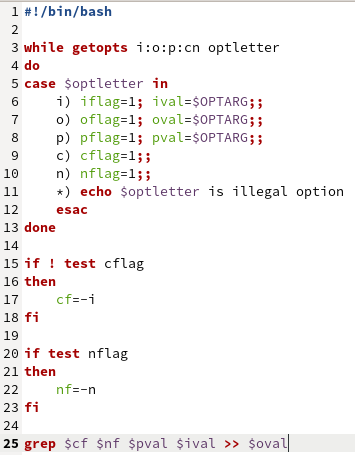 1 #!/bin/bash
2
3 while getopts i:o:p:cn optletter
4 do
5 case $optletter in
6     i) iflag=1; ival=$OPTARG;;
7     o) oflag=1; oval=$OPTARG;;
8     p) pflag=1; pval=$OPTARG;;
9     c) cflag=1;;
10     n) nflag=1;;
11     *) echo $optletter is illegal option
12     esac
13 done
14
15 if ! test cflag
16 then
17     cf=-i
18 fi
19
20 if test nflag
21 then
22     nf=-n
23 fi
24
25 grep $cf $nf $pval $ival >> $oval